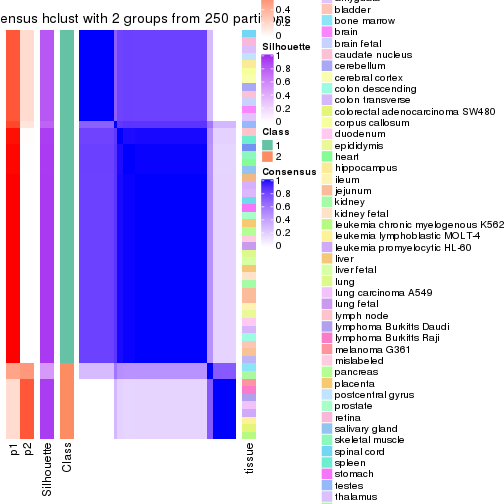 ensus hclust with 2 groups from 250 partitions
0.4
0.2
0
Silhouette
1
0.8
0.6
0.4
0.2
0
Class
1
2
Consensus
1
0.8
0.6
0.4
0.2
0
p1
p2
Silhouette
Class
tissue
amygdala
bladder
bone marrow
brain
brain fetal
caudate nucleus
cerebellum
cerebral cortex
colon descending
colon transverse
colorectal adenocarcinoma SW480
corpus callosum
duodenum
epididymis
heart
hippocampus
ileum
jejunum
kidney
kidney fetal
leukemia chronic myelogenous K562
leukemia lymphoblastic MOLT-4
leukemia promyelocytic HL-60
liver
liver fetal
lung
lung carcinoma A549
lung fetal
lymph node
lymphoma Burkitts Daudi
lymphoma Burkitts Raji
melanoma G361
mislabeled
pancreas
placenta
postcentral gyrus
prostate
retina
salivary gland
skeletal muscle
spinal cord
spleen
stomach
testes
thalamus